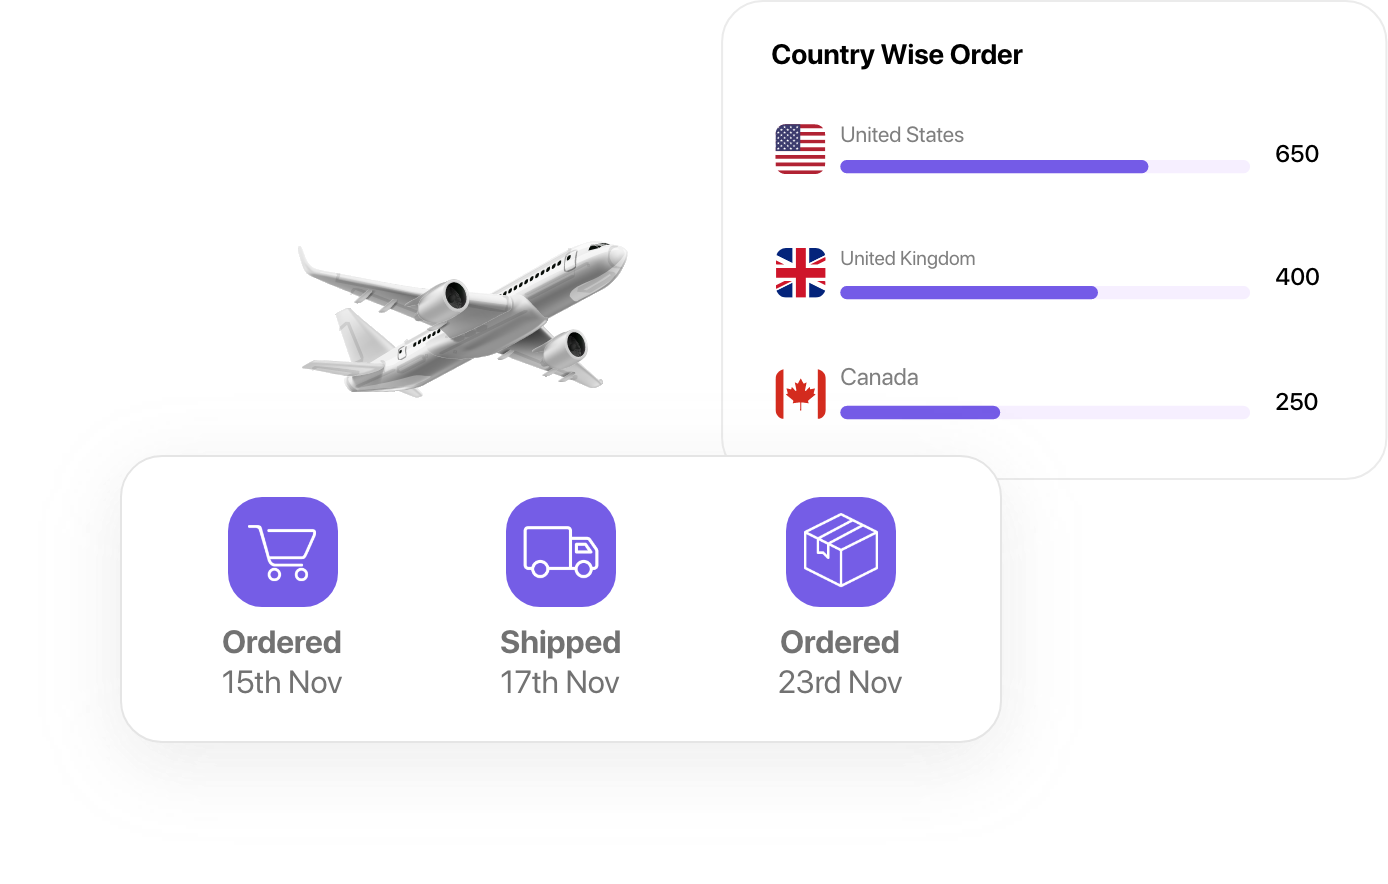 Country Wise Order
United States
650
United Kingdom
400
Canada
250
Ordered
15th Nov
Shipped
17th Nov
Ordered
23rd Nov